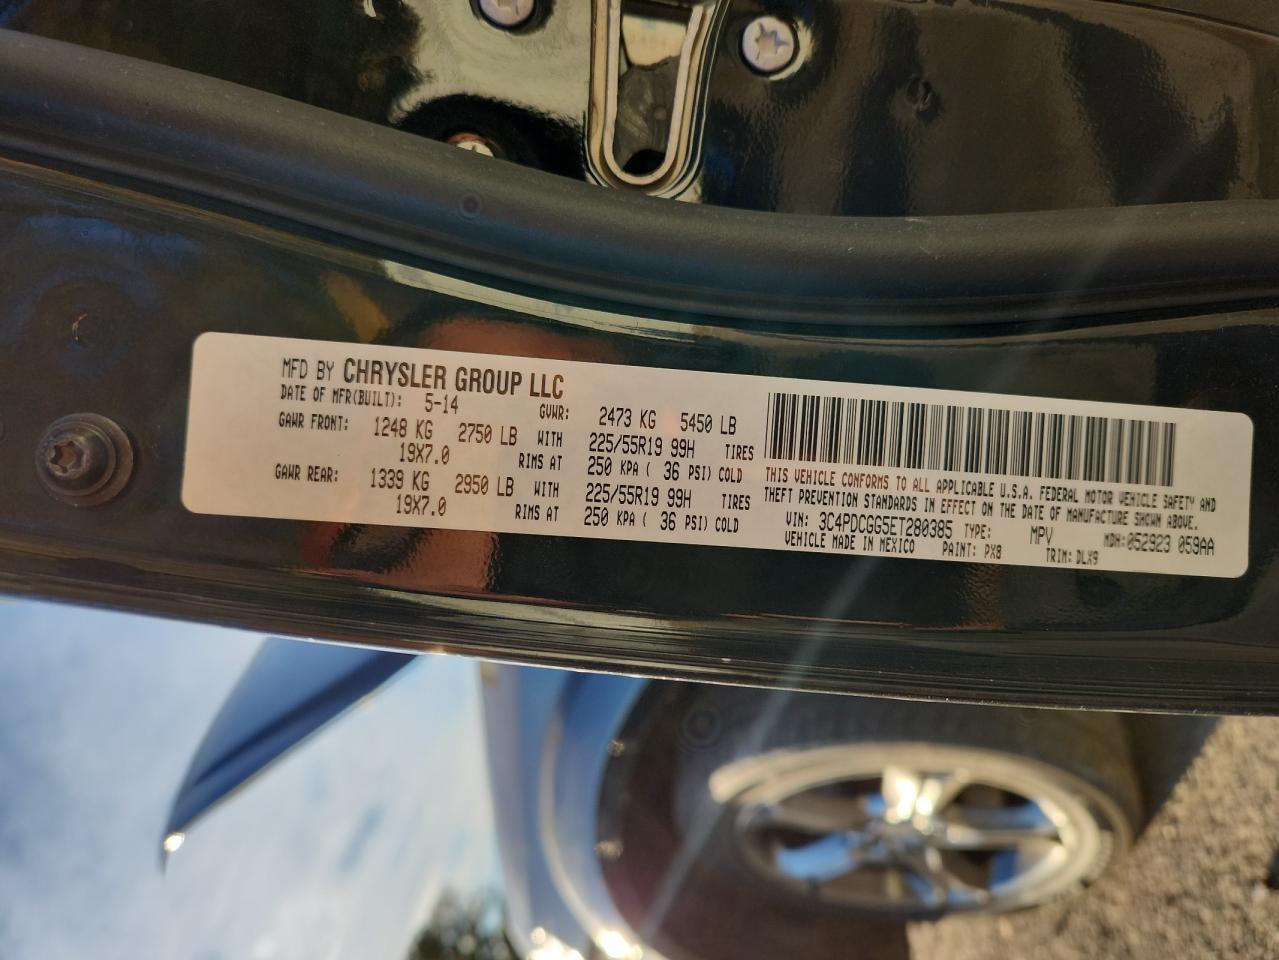 MFD BY CHRYSLER GROUP LLC
DATE OF MFR(BUILT): 5-14 GVWR: 2473 KG 5450 LB
GAWR FRONT: 1248 KG 2750 LB WITH 225/55R19 99H TIRES
19X7.0 RIMS AT 250 KPA ( 36 PSI) COLD
GAWR REAR: 1339 KG 2950 LB WITH 225/55R19 99H TIRES
19X7.0 RIMS AT 250 KPA ( 36 PSI) COLD
THIS VEHICLE CONFORMS TO ALL APPLICABLE U.S.A. FEDERAL MOTOR VEHICLE SAFETY AND
THEFT PREVENTION STANDARDS IN EFFECT ON THE DATE OF MANUFACTURE SHOWN ABOVE.
VIN: 3C4PDCGG5ET280385 TYPE: MPV MDH: 052923 059AA
VEHICLE MADE IN MEXICO PAINT: PX8 TRIM: DLX9